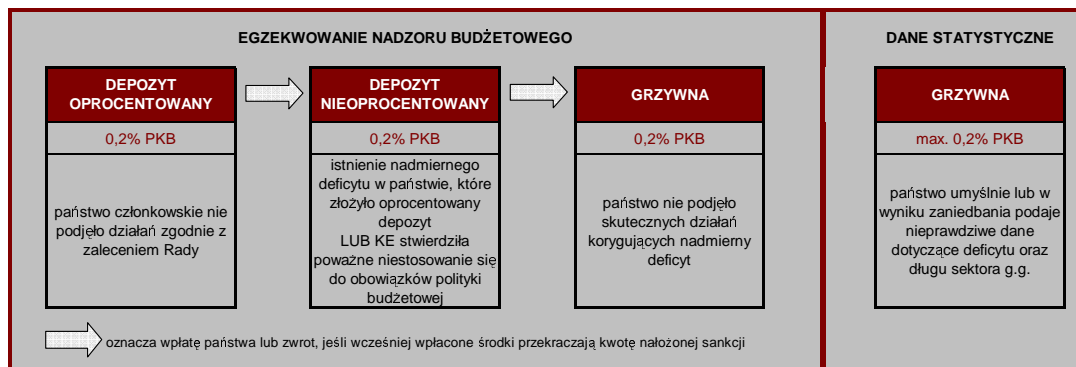 EGZEKWOWANIE NADZORU BUDŻETOWEGO
DEPOZYT
OPROCENTOWANY
0,2% PKB
państwo członkowskie nie
podjęło działań zgodnie z
zaleceniem Rady
DEPOZYT
NIEOPROCENTOWANY
0,2% PKB
istnienie nadmiernego
deficytu w państwie, które
złożyło oprocentowany
depozyt
LUB KE stwierdziła
poważne niestosowanie się
do obowiązków polityki
budżetowej
GRZYWNA
0,2% PKB
państwo nie podjęło
skutecznych działań
korygujących nadmierny
deficyt
oznacza wpłatę państwa lub zwrot, jeśli wcześniej wpłacone środki przekraczają kwotę nałożonej sankcji
DANE STATYSTYCZNE
GRZYWNA
max. 0,2% PKB
państwo umyślnie lub w
wyniku zaniedbania podaje
nieprawdziwe dane
dotyczące deficytu oraz
długu sektora g.g.